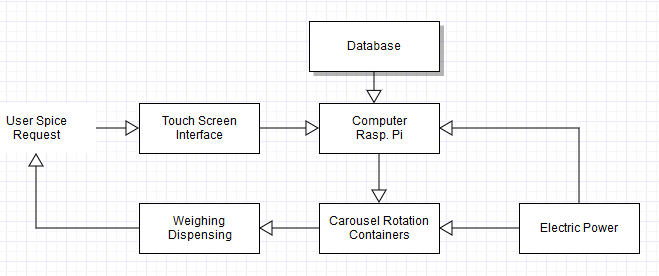 Database
User Spice
Request
Touch Screen
Interface
Computer
Rasp. Pi
Weighing
Dispensing
Carousel Rotation
Containers
Electric Power